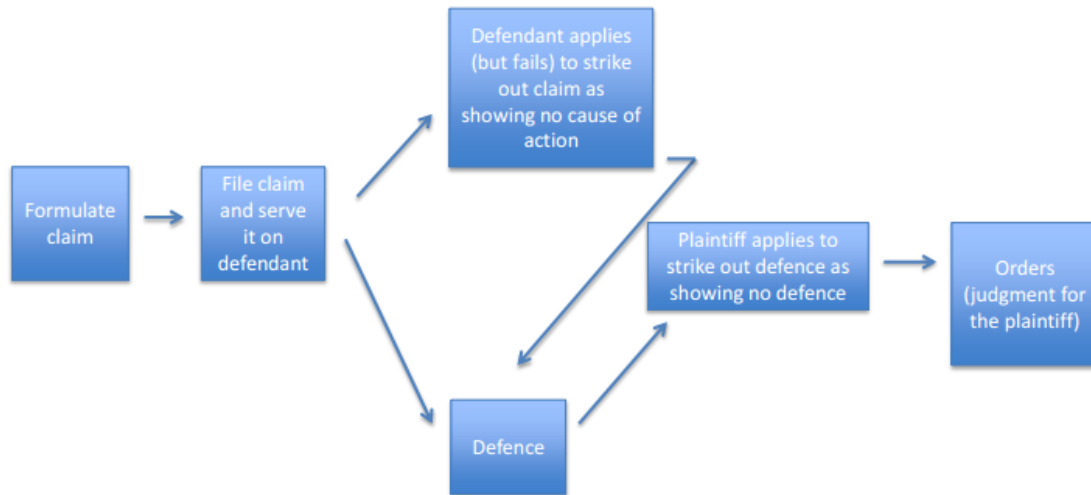 Formulate
claim
File claim
and serve
it on
defendant
Defendant applies
(but fails) to strike
out claim as
showing no cause of
action
Defence
Plaintiff applies to
strike out defence as
showing no defence
Orders
(judgment for
the plaintiff)